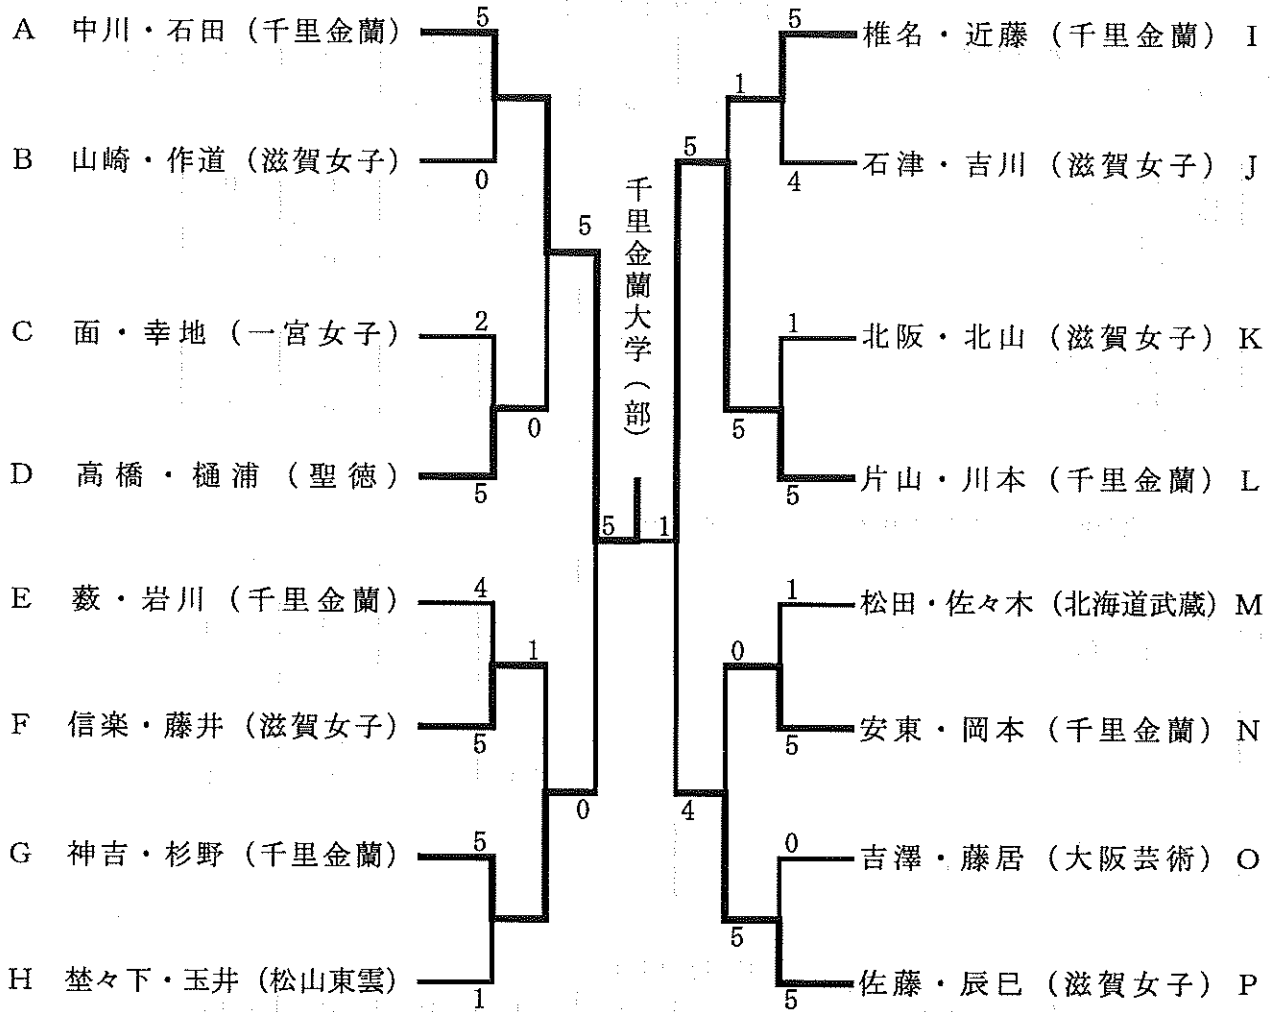 A 中川・石田 (千里金蘭) 5
B 山崎・作道 (滋賀女子) 0
5
C 面・幸地 (一宮女子) 2
0
D 高橋・樋浦 (聖徳) 5
5
E 薮・岩川 (千里金蘭) 4
1
F 信楽・藤井 (滋賀女子) 5
0
G 神吉・杉野 (千里金蘭) 5
H 埜々下・玉井 (松山東雲) 1
千里金蘭大学(部)
5 椎名・近藤 (千里金蘭) I
1
5
4 石津・吉川 (滋賀女子) J
1 北阪・北山 (滋賀女子) K
5
5 片山・川本 (千里金蘭) L
1
1 松田・佐々木 (北海道武蔵) M
0
5 安東・岡本 (千里金蘭) N
4
0 吉澤・藤居 (大阪芸術) O
5
5 佐藤・辰巳 (滋賀女子) P